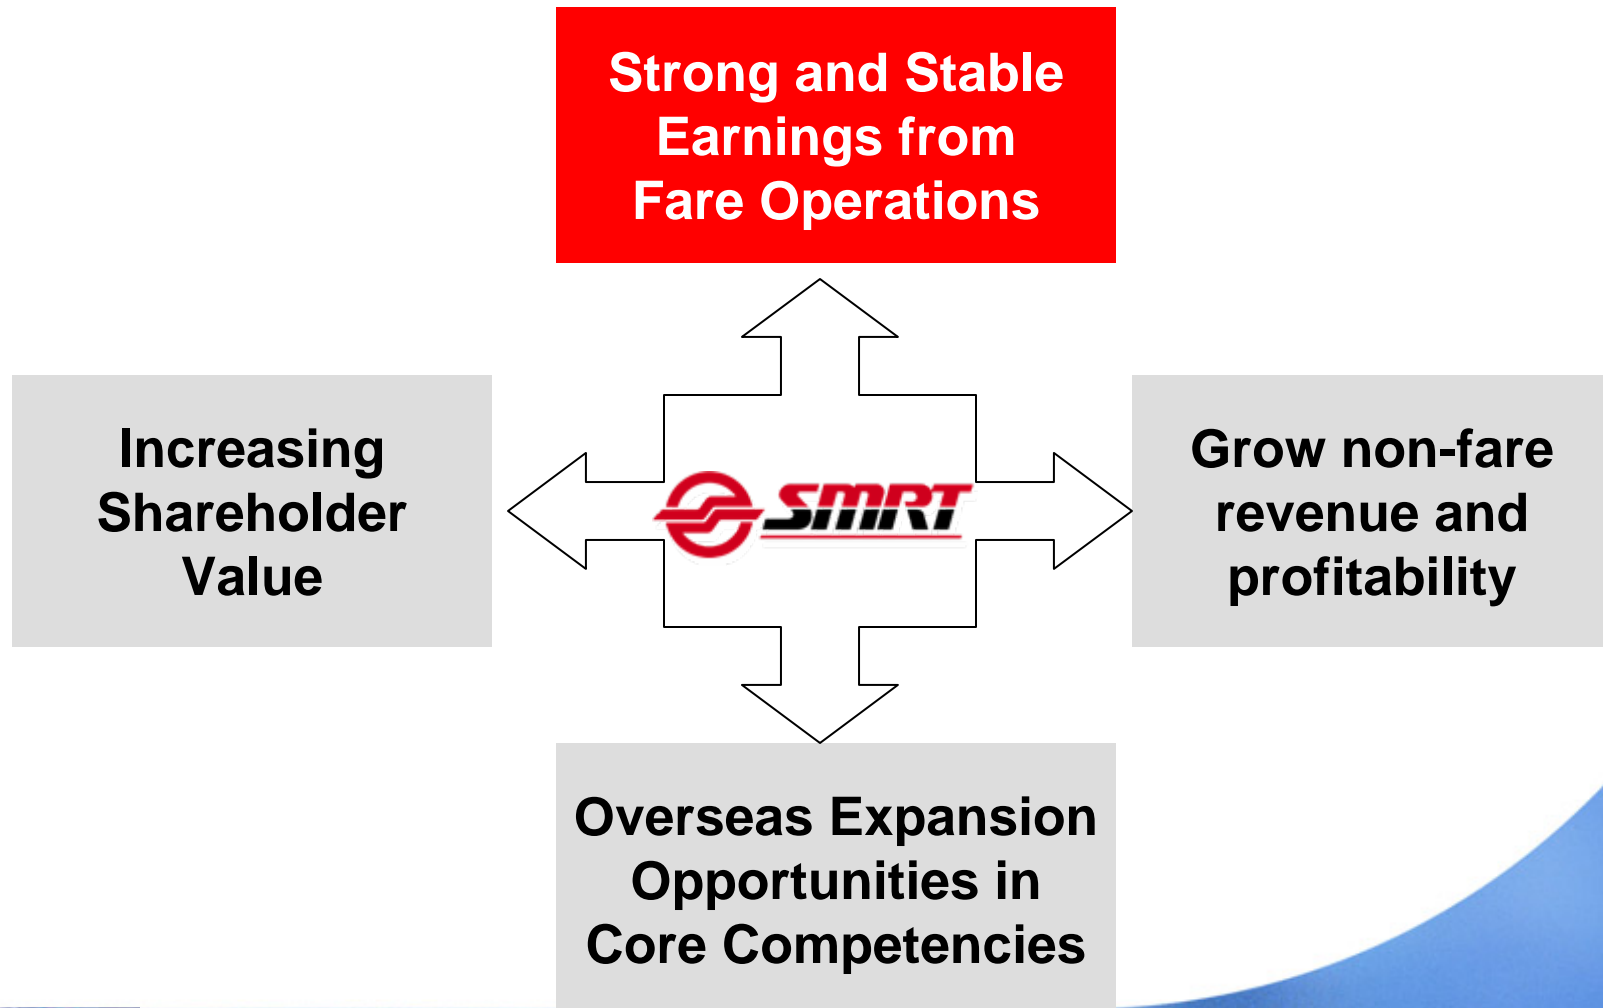 Strong and Stable
Earnings from
Fare Operations
Increasing
Shareholder
Value
SMRT
Grow non-fare
revenue and
profitability
Overseas Expansion
Opportunities in
Core Competencies